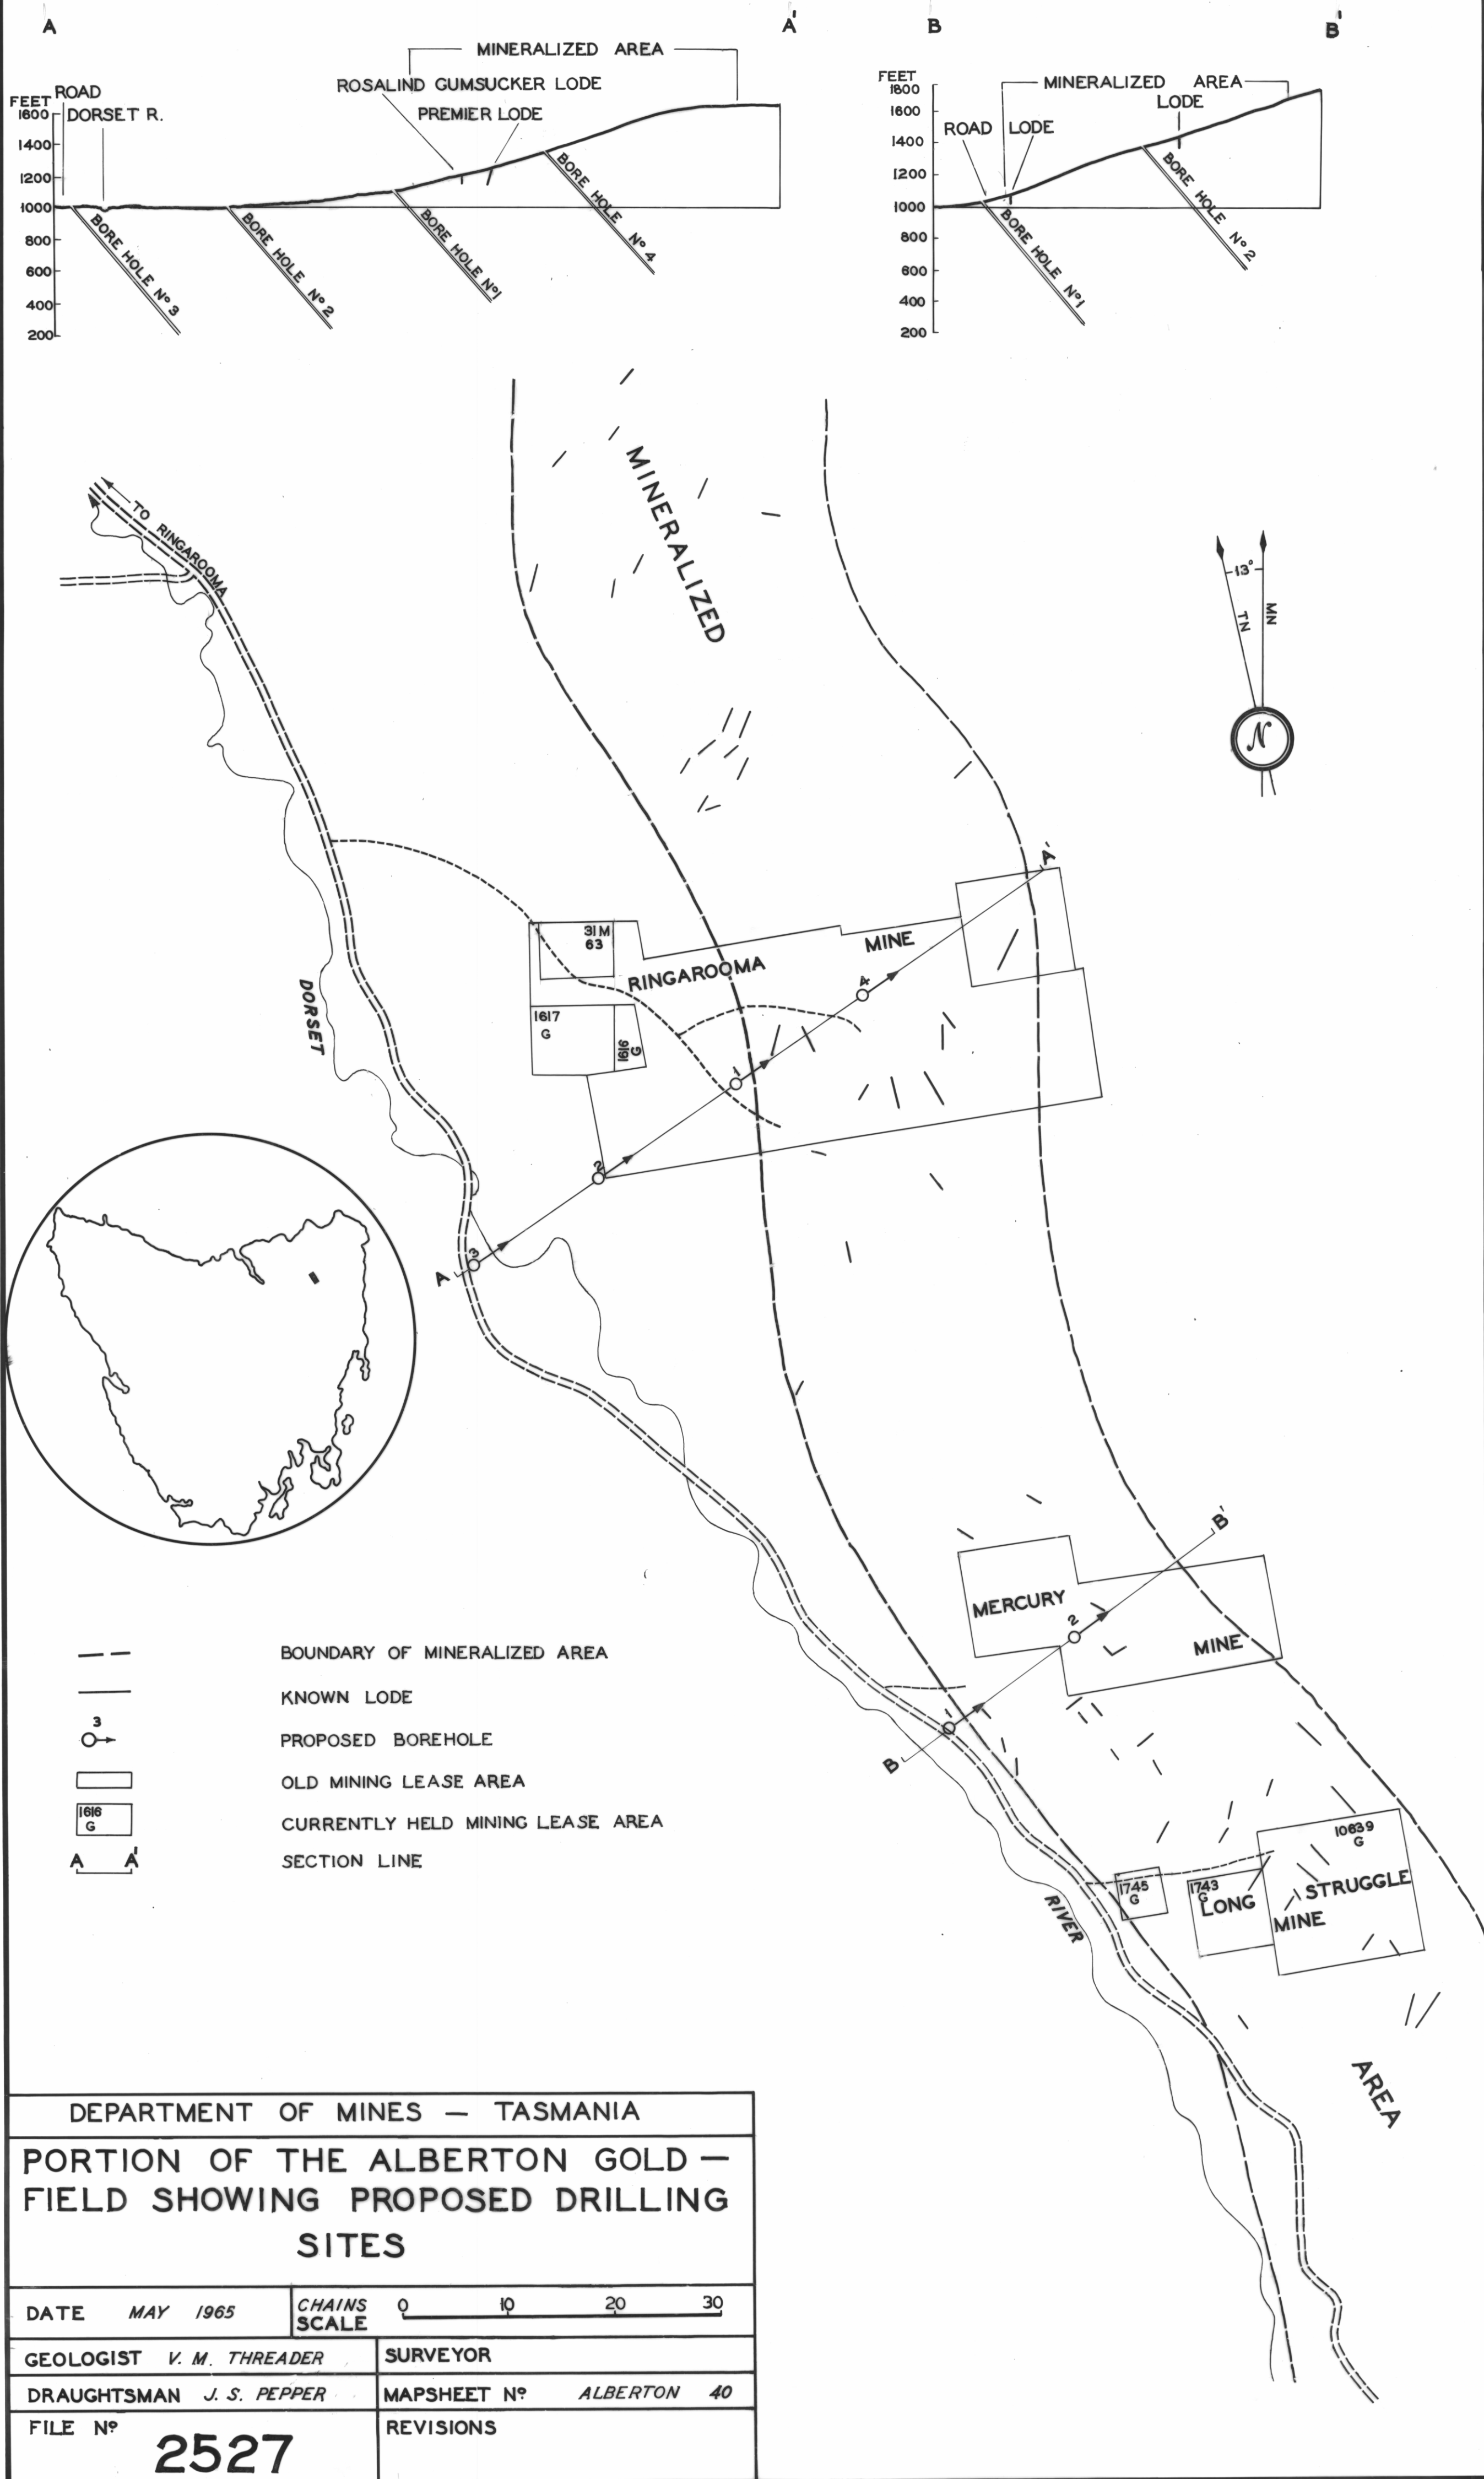 A A' B B'
MINERALIZED AREA
ROSALIND GUMSUCKER LODE
PREMIER LODE
ROAD
FEET
DORSET R.
1600
1400
1200
1000
800
600
400
200
BORE HOLE Nº 3
BORE HOLE Nº 2
BORE HOLE Nº 1
BORE HOLE Nº 4
FEET
MINERALIZED AREA
LODE
ROAD LODE
1800
1600
1400
1200
1000
800
600
400
200
BORE HOLE Nº 1
BORE HOLE Nº 2
MINERALIZED
TO RINGAROOMA
13°
TN
MN
N
A'
31M
63
RINGAROOMA
MINE
4
1617
G
1616
G
DORSET
1
2
3
A
B'
MERCURY
2
MINE
1
B
BOUNDARY OF MINERALIZED AREA
KNOWN LODE
3
PROPOSED BOREHOLE
OLD MINING LEASE AREA
1616
G
CURRENTLY HELD MINING LEASE AREA
A A'
SECTION LINE
10639
G
1745
G
1743
G
LONG
STRUGGLE
MINE
RIVER
AREA
DEPARTMENT OF MINES — TASMANIA
PORTION OF THE ALBERTON GOLD —
FIELD SHOWING PROPOSED DRILLING
SITES
DATE MAY 1965
CHAINS
SCALE
0 10 20 30
GEOLOGIST V. M. THREADER
SURVEYOR
DRAUGHTSMAN J. S. PEPPER
MAPSHEET Nº ALBERTON 40
FILE Nº 2527
REVISIONS